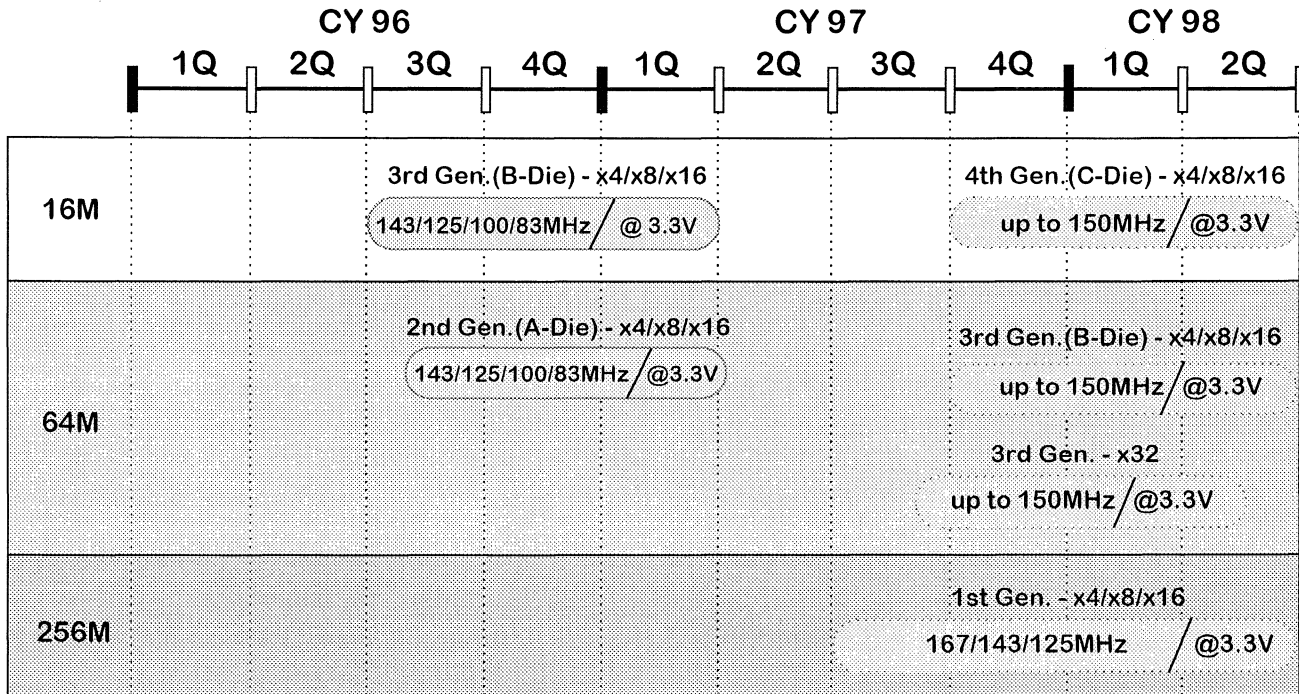 CY 96 CY 97 CY 98
1Q 2Q 3Q 4Q 1Q 2Q 3Q 4Q 1Q 2Q
16M
3rd Gen.(B-Die) - x4/x8/x16
143/125/100/83MHz / @ 3.3V
4th Gen.(C-Die) - x4/x8/x16
up to 150MHz / @3.3V
64M
2nd Gen.(A-Die) - x4/x8/x16
143/125/100/83MHz / @3.3V
3rd Gen.(B-Die) - x4/x8/x16
up to 150MHz / @3.3V
3rd Gen. - x32
up to 150MHz / @3.3V
256M
1st Gen. - x4/x8/x16
167/143/125MHz / @3.3V